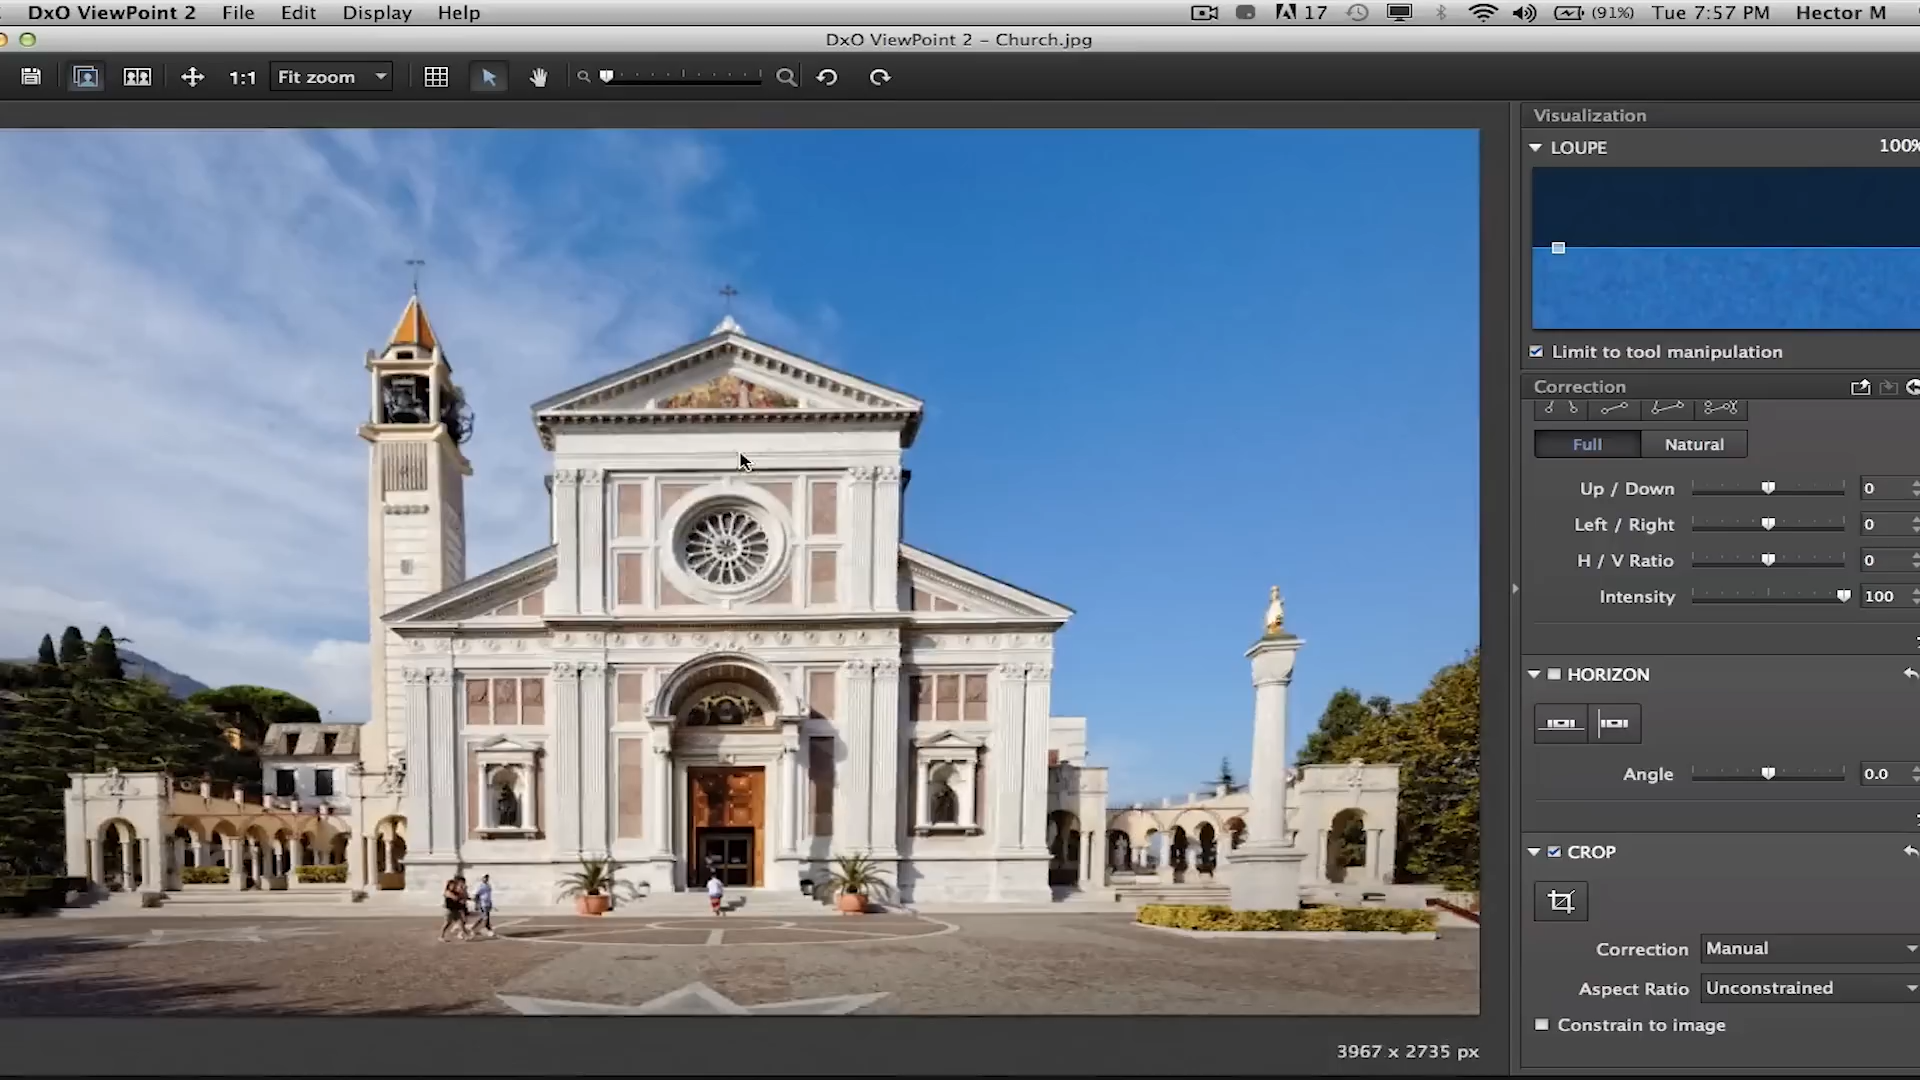 DxO ViewPoint 2 File Edit Display Help 17 (91%) Tue 7:57 PM Hector M
DxO ViewPoint 2 – Church.jpg
1:1 Fit zoom
Visualization
LOUPE 100%
Limit to tool manipulation
Correction
Full Natural
Up / Down 0
Left / Right 0
H / V Ratio 0
Intensity 100
HORIZON
Angle 0.0
CROP
Correction Manual
Aspect Ratio Unconstrained
Constrain to image
3967 x 2735 px